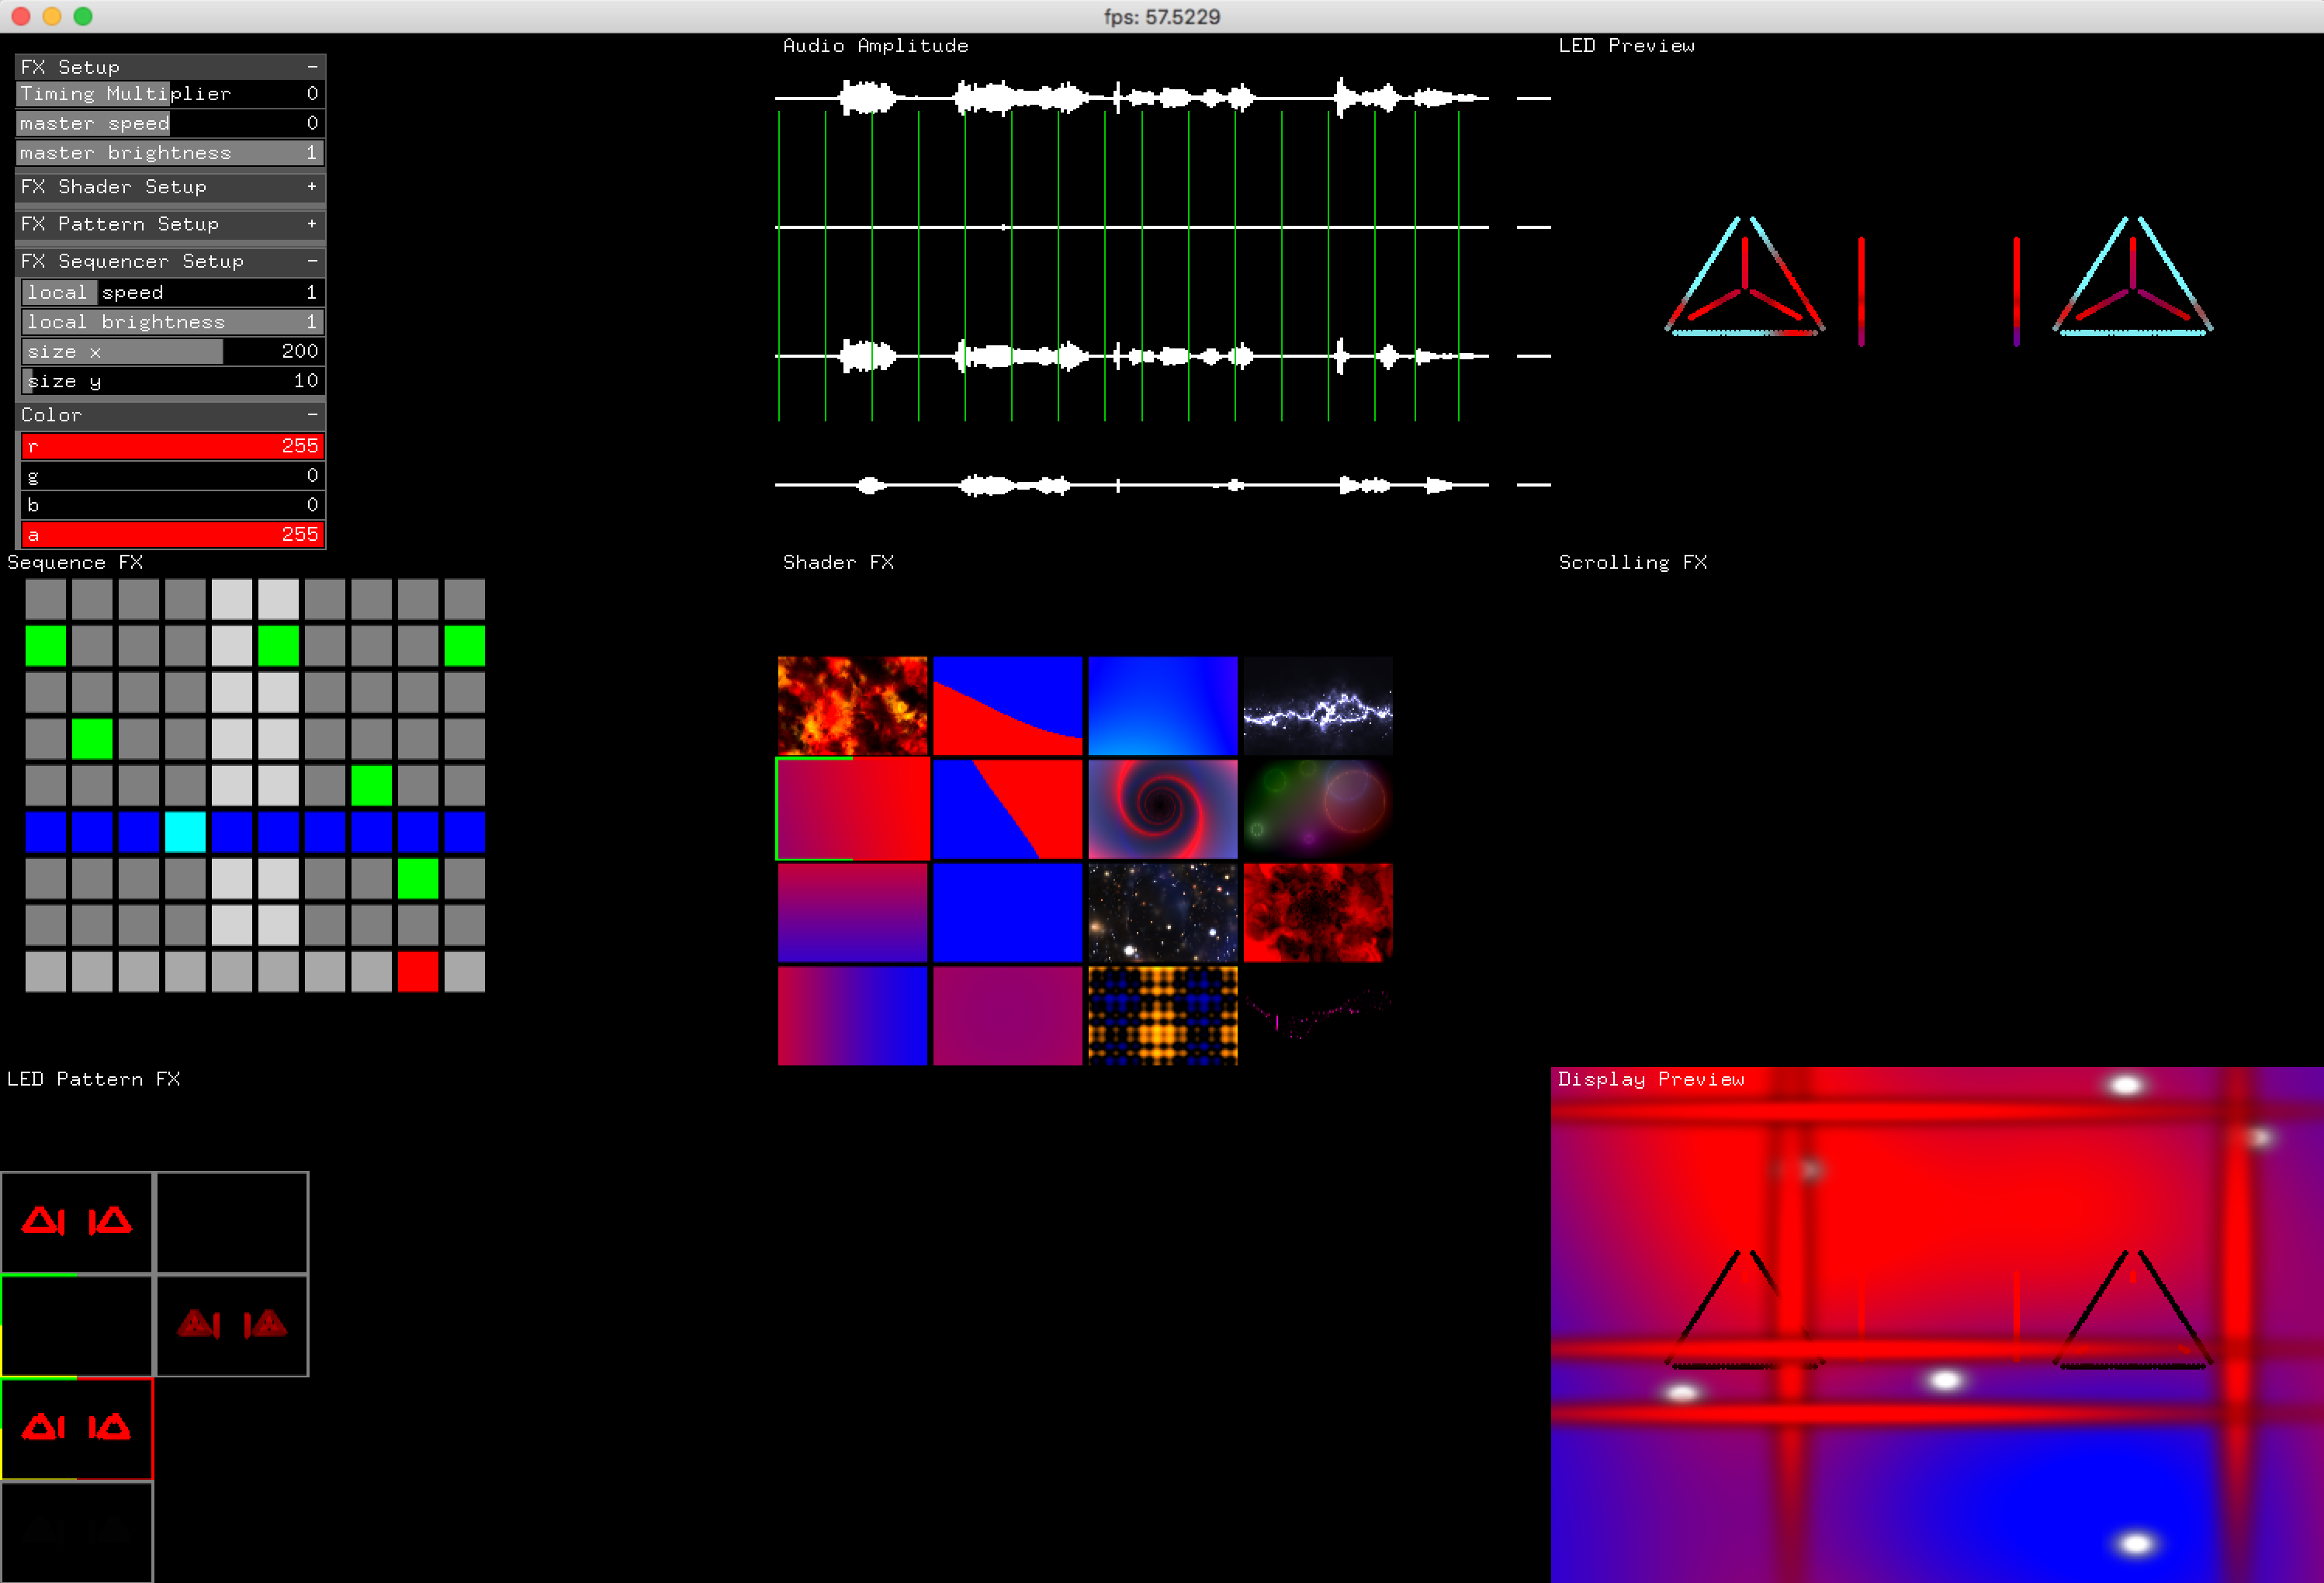 fps: 57.5229
FX Setup -
Timing Multiplier 0
master speed 0
master brightness 1
FX Shader Setup +
FX Pattern Setup +
FX Sequencer Setup -
local speed 1
local brightness 1
size x 200
size y 10
Color -
r 255
g 0
b 0
a 255
Audio Amplitude
LED Preview
Sequence FX
Shader FX
Scrolling FX
LED Pattern FX
Display Preview